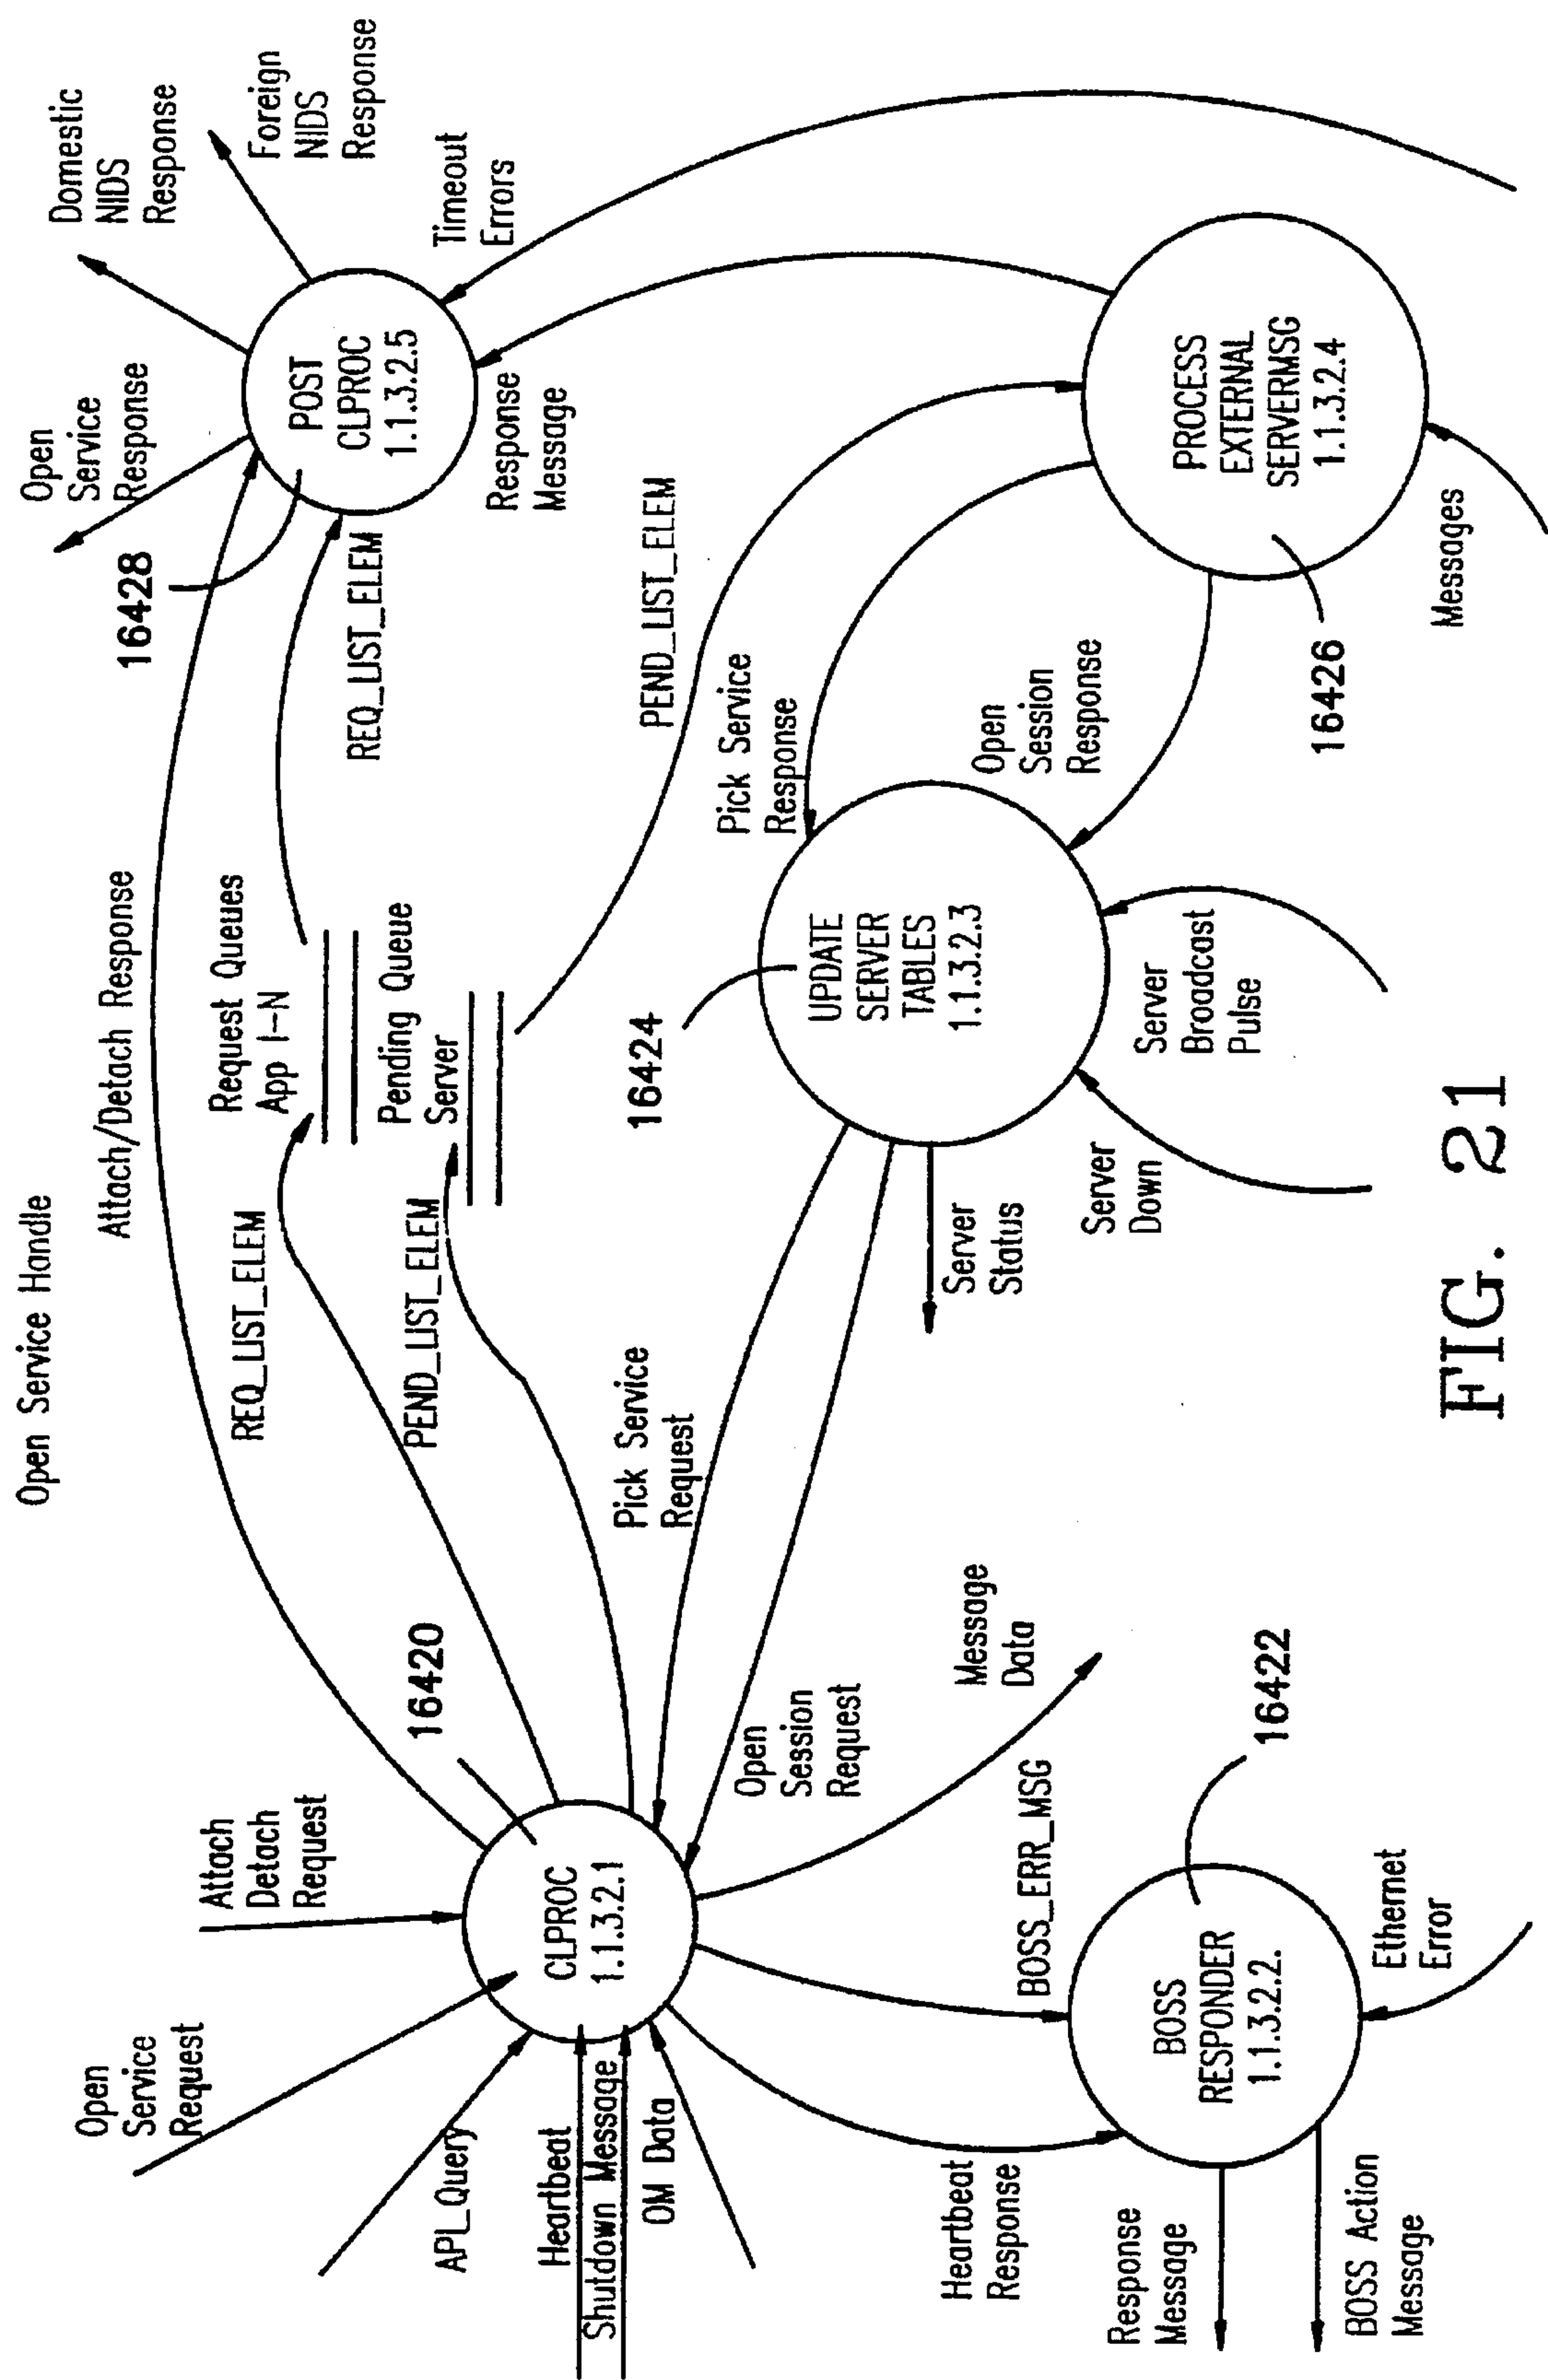 Open Service Handle
Attach/Detach Response
Open
Service
Request
Attach
Detach
Request
API_Query
Heartbeat
Shutdown Message
OM Data
16420
CLPROC
1.1.3.2.1
REQ_LIST_ELEM
PEND_LIST_ELEM
Request Queues
App I-N
Pending Queue
Server
REQ_LIST_ELEM
PEND_LIST_ELEM
16428
POST
CLPROC
1.1.3.2.5
Open
Service
Response
Domestic
NIDS
Response
Foreign
NIDS
Response
Timeout
Errors
Response
Message
Pick Service
Request
Open
Session
Request
Message
Data
16424
UPDATE
SERVER
TABLES
1.1.3.2.3
Pick Service
Response
Open
Session
Response
Server
Status
Server
Down
Server
Broadcast
Pulse
PROCESS
EXTERNAL
SERVERMSG
1.1.3.2.4
16426
Messages
Heartbeat
Response
BOSS_ERR_MSG
16422
BOSS
RESPONDER
1.1.3.2.2.
Response
Message
BOSS Action
Message
Ethernet
Error
FIG. 21